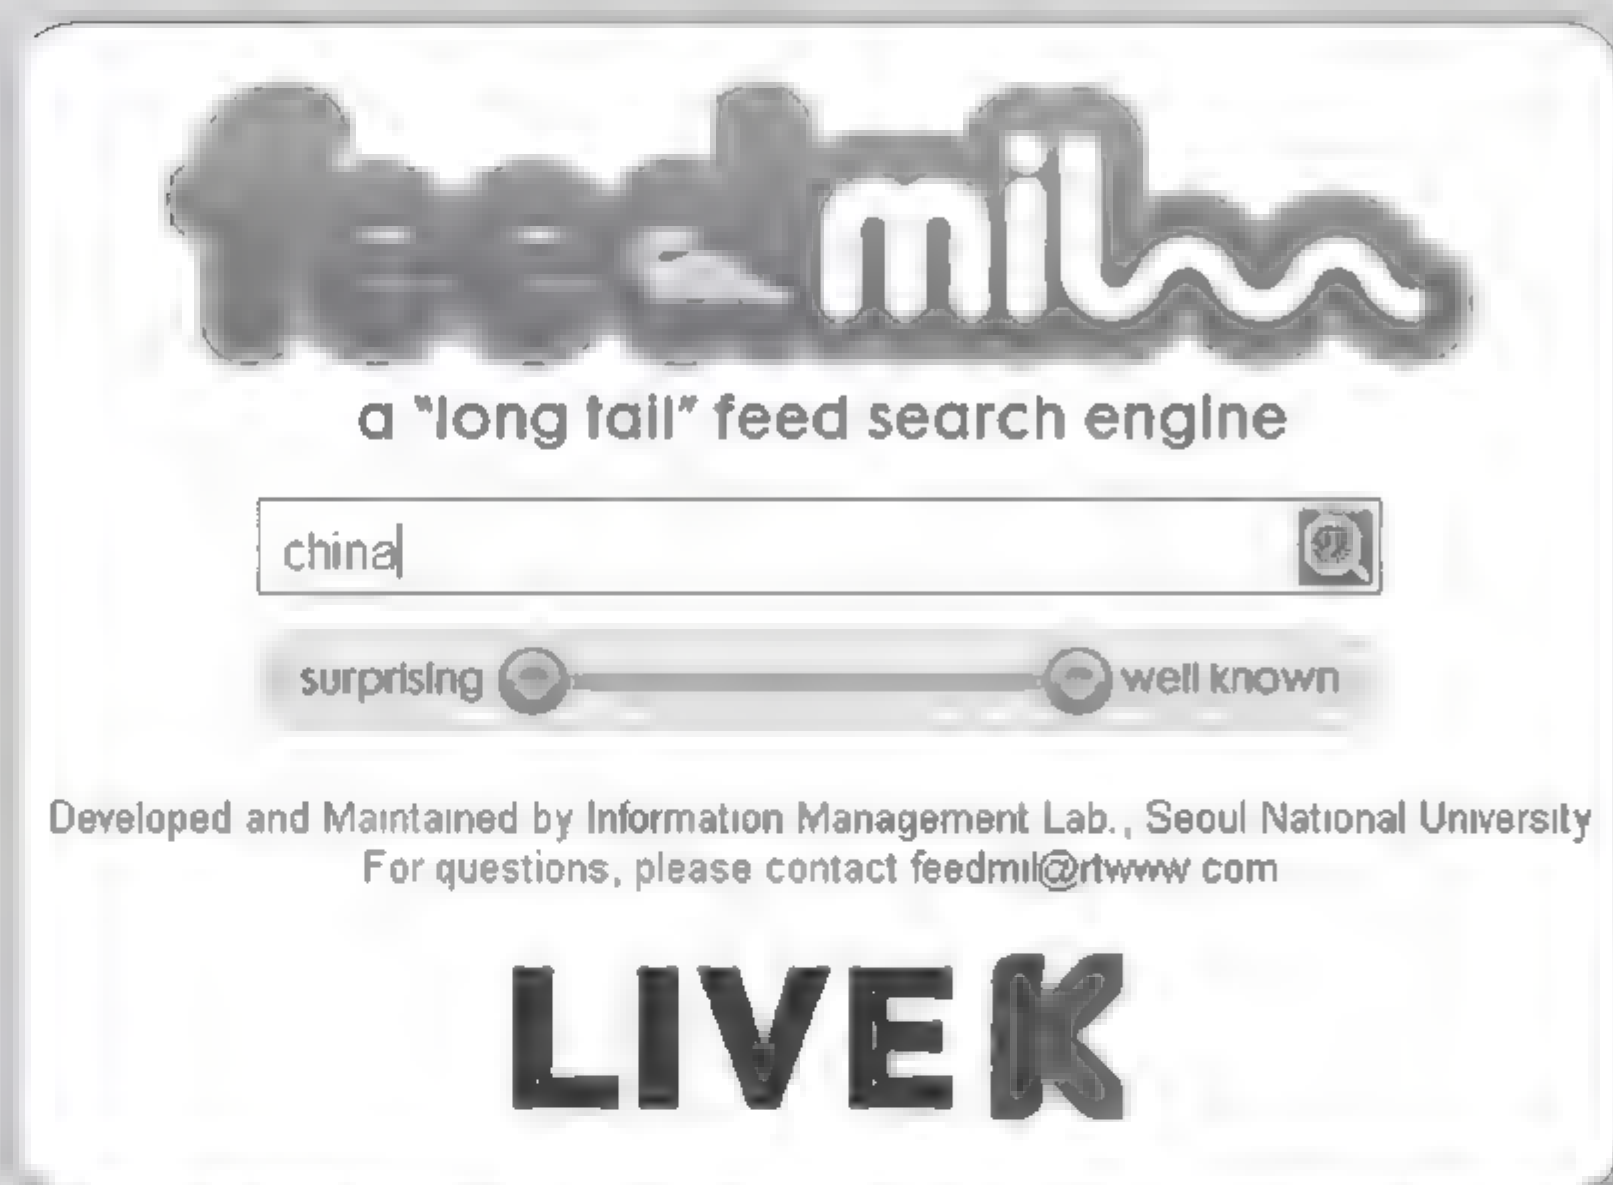 feedmil
a "long tail" feed search engine
china
surprising well known
Developed and Maintained by Information Management Lab., Seoul National University
For questions, please contact feedmil@rtwww com
LIVE K